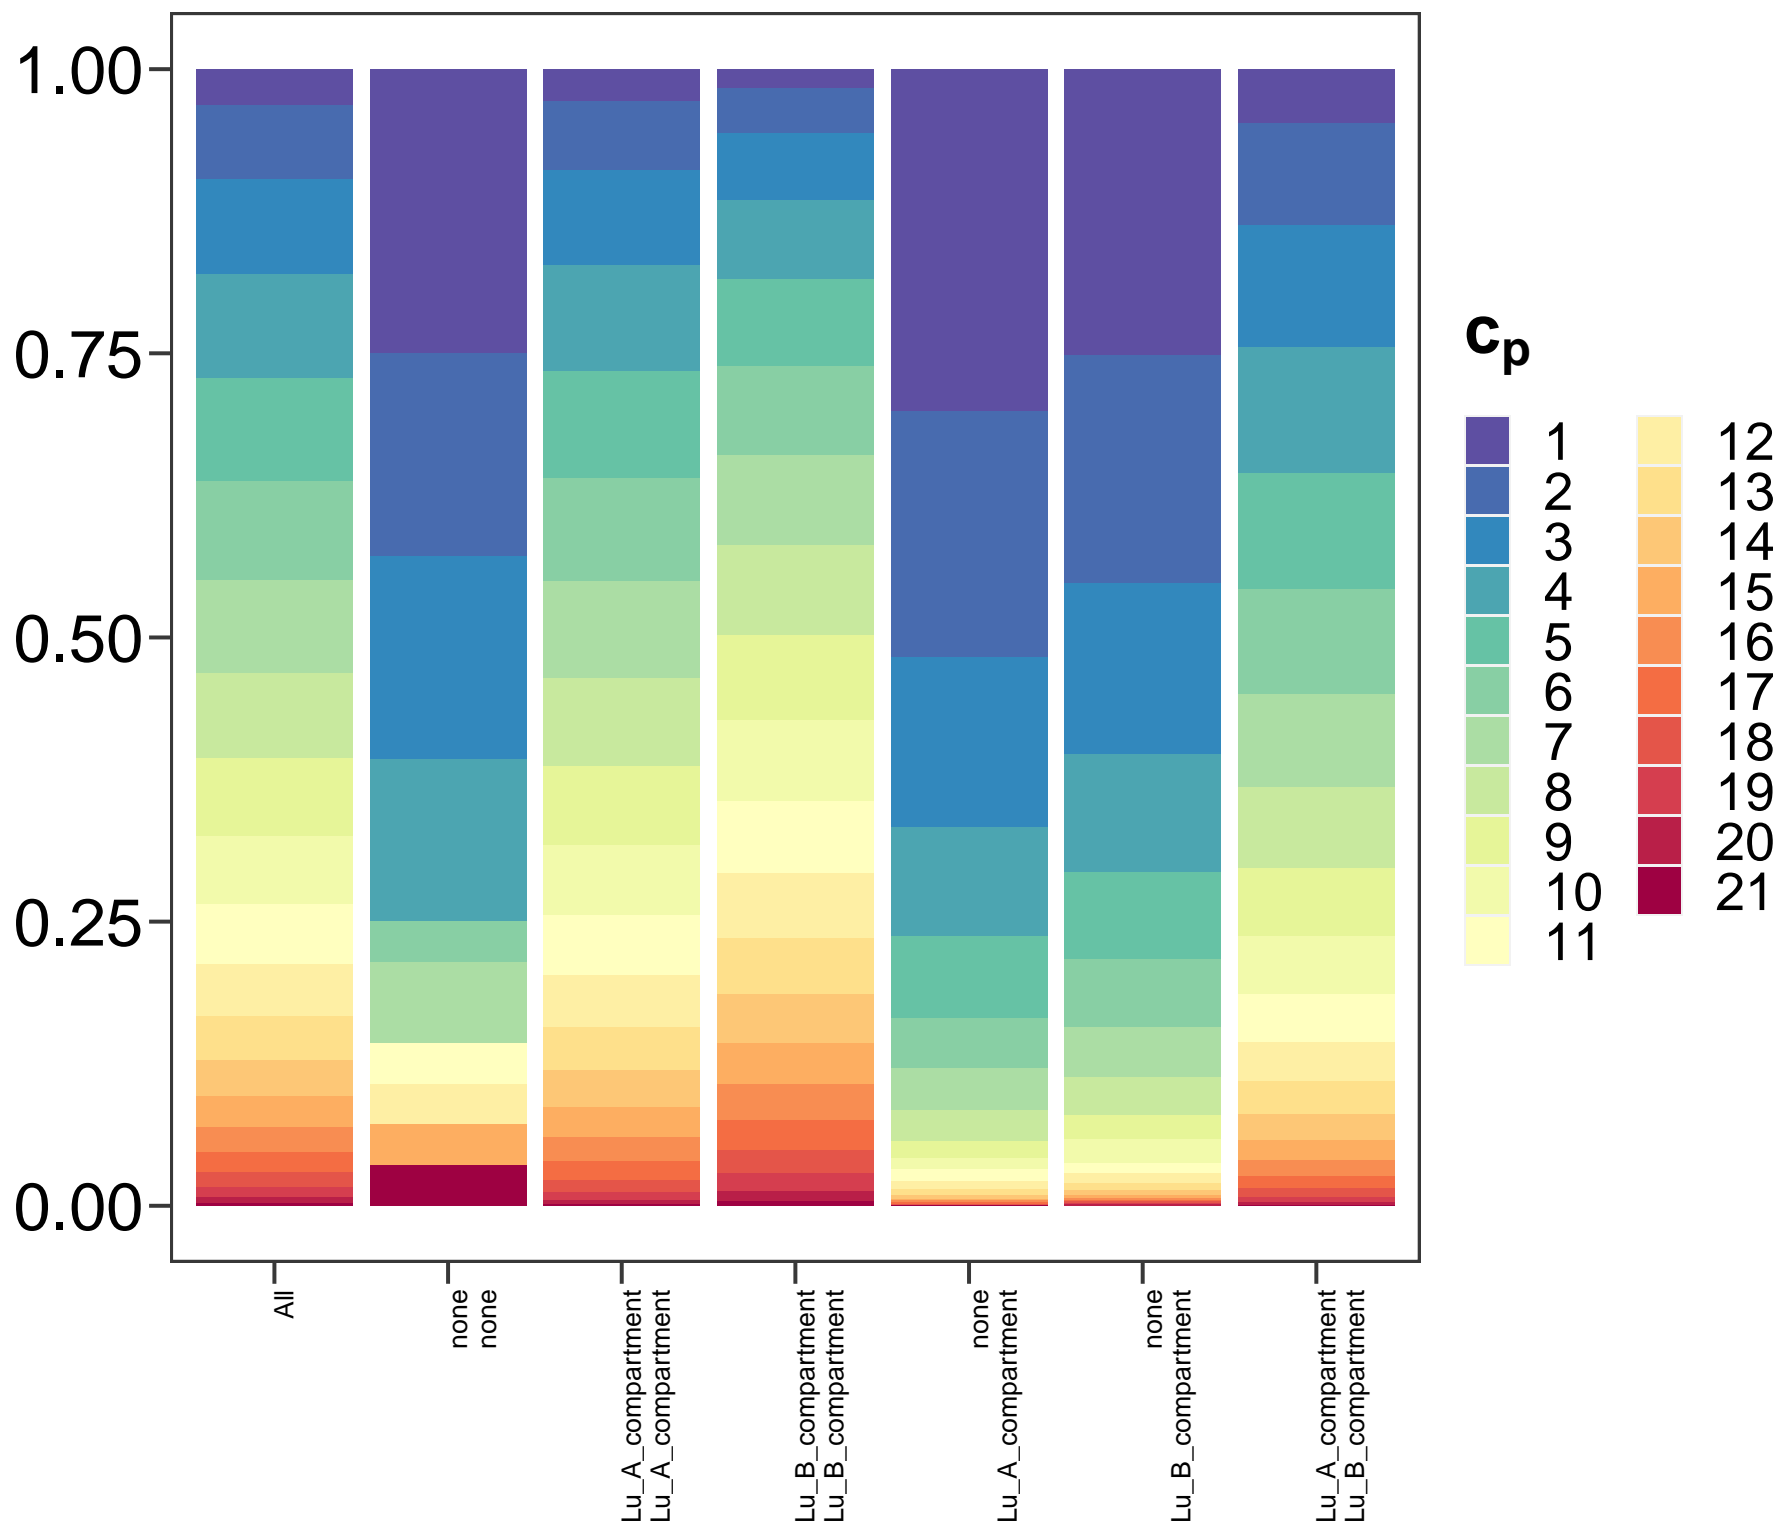 1.00
0.75
0.50
0.25
0.00
All
none
none
Lu_A_compartment
Lu_A_compartment
Lu_B_compartment
Lu_B_compartment
none
Lu_A_compartment
none
Lu_B_compartment
Lu_A_compartment
Lu_B_compartment
cp
1
2
3
4
5
6
7
8
9
10
11
12
13
14
15
16
17
18
19
20
21